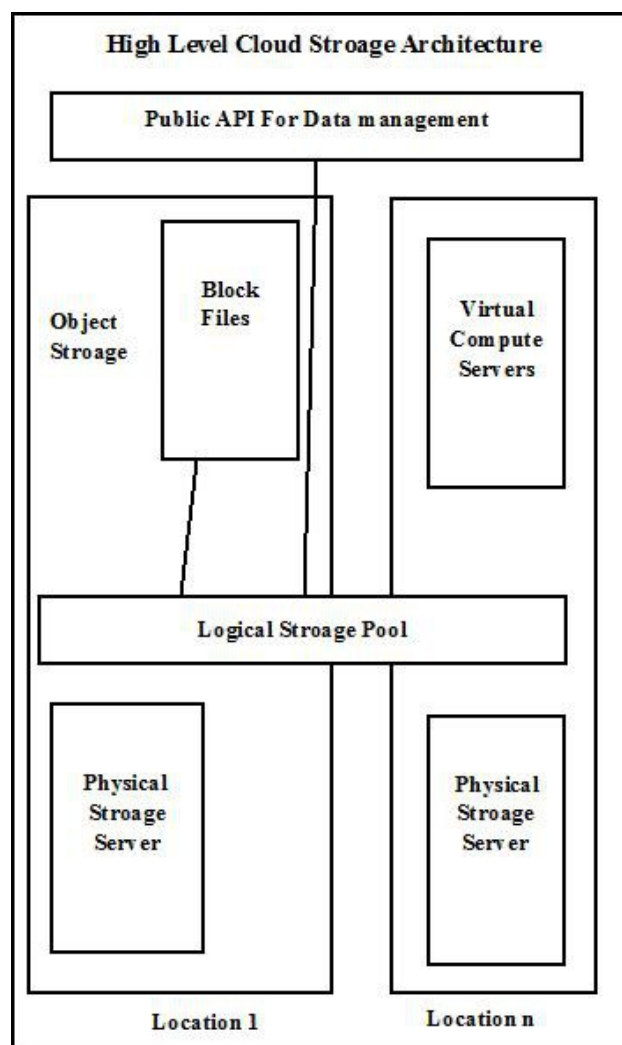 High Level Cloud Stroage Architecture
Public API For Data management
Object
Stroage
Block
Files
Virtual
Compute
Servers
Logical Stroage Pool
Physical
Stroage
Server
Physical
Stroage
Server
Location 1
Location n